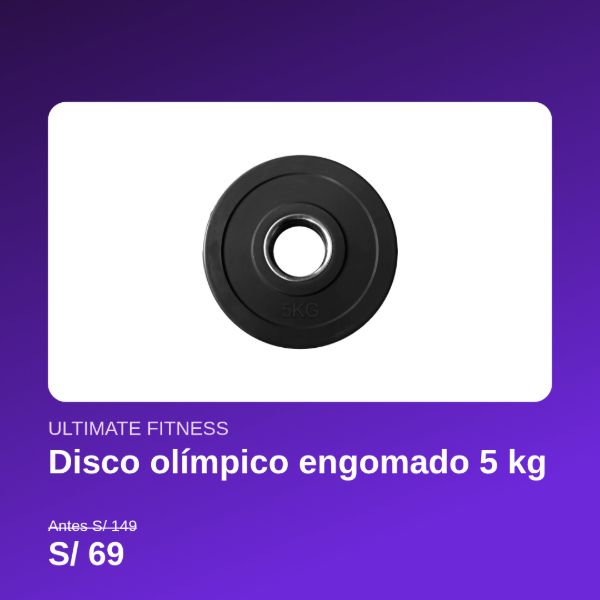 5KG
ULTIMATE FITNESS
Disco olímpico engomado 5 kg
Antes S/ 149
S/ 69